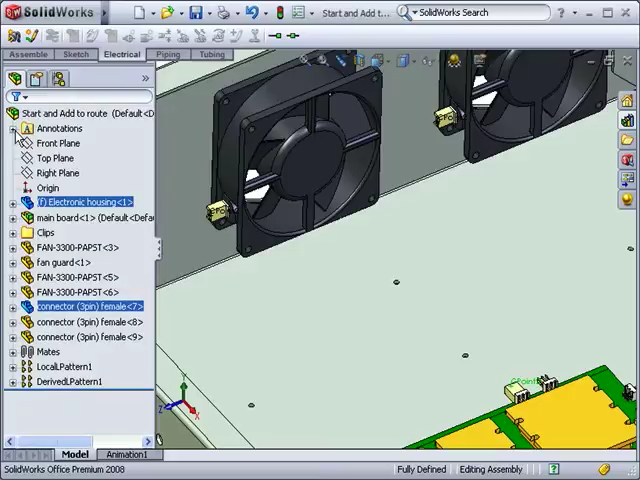 SolidWorks
Start and Add to
SolidWorks Search
Assemble
Sketch
Electrical
Piping
Tubing
Start and Add to route (Default<D
Annotations
Front Plane
Top Plane
Right Plane
Origin
(f) Electronic housing<1>
main board<1> (Default<Defau
Clips
FAN-3300-PAPST<3>
fan guard<1>
FAN-3300-PAPST<5>
FAN-3300-PAPST<6>
connector (3pin) female<7>
connector (3pin) female<8>
connector (3pin) female<9>
Mates
LocalPattern1
DerivedLPattern1
Model
Animation1
SolidWorks Office Premium 2008
Fully Defined
Editing Assembly